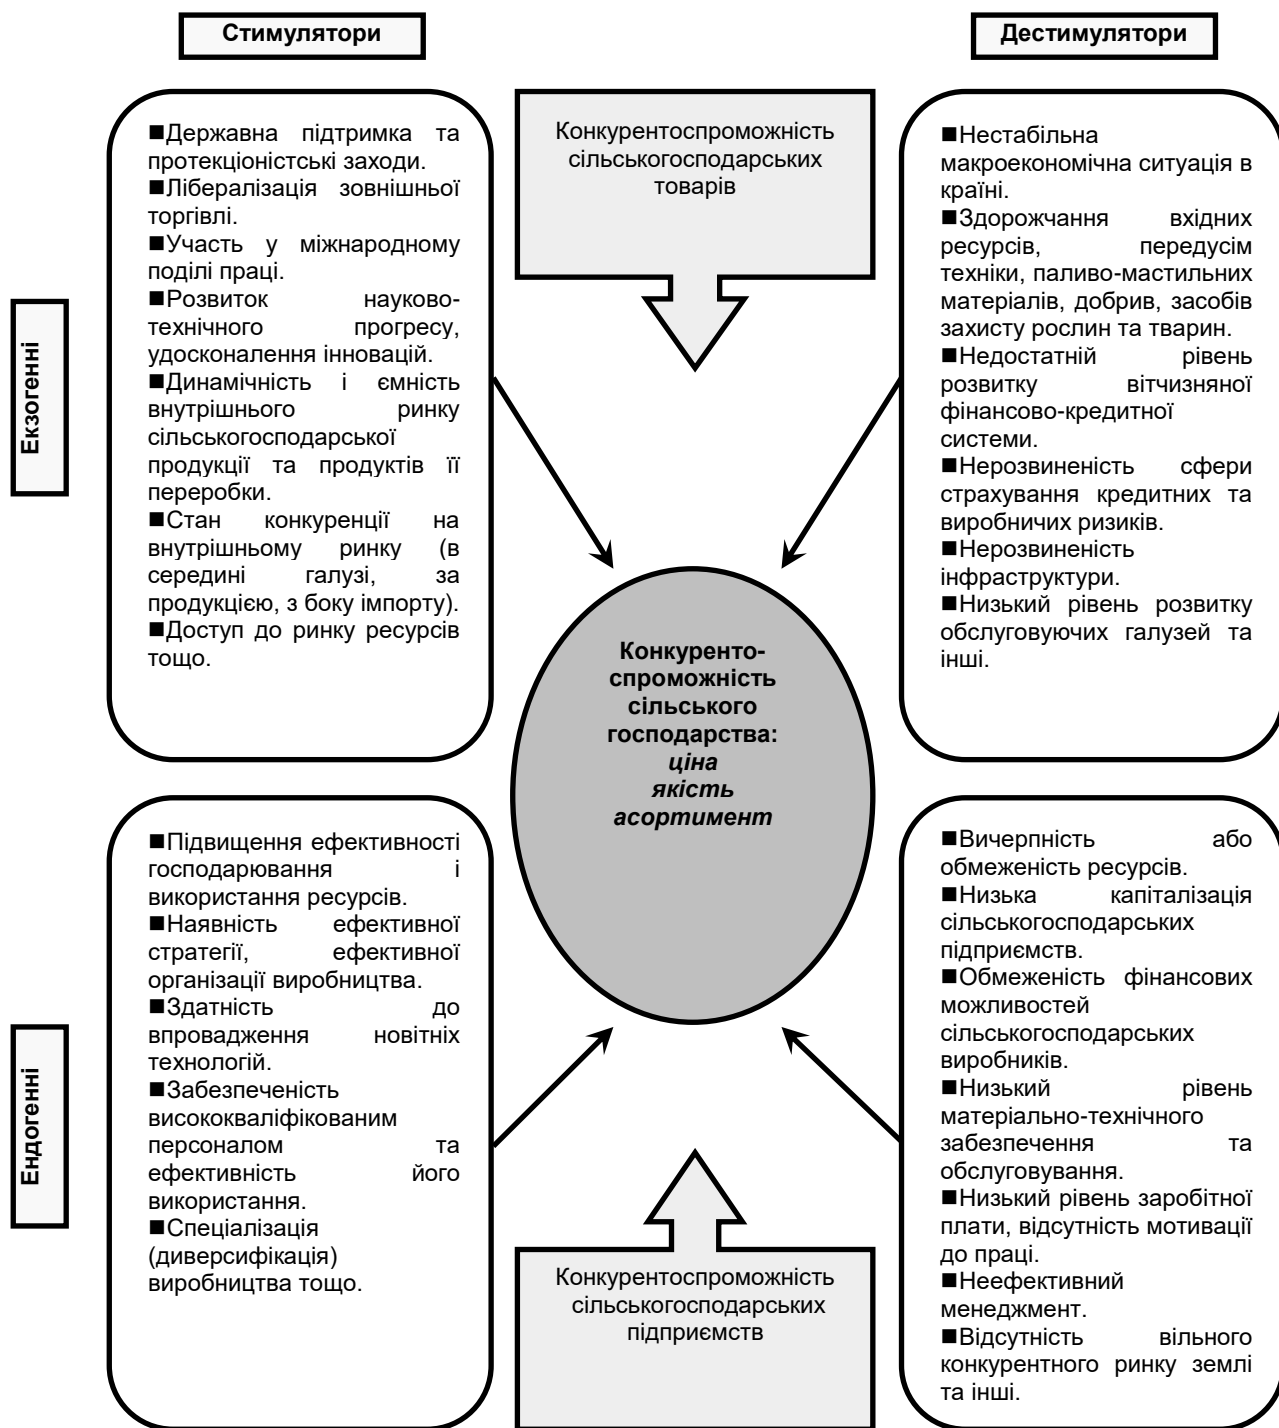 Стимулятори
Дестимулятори
Екзогенні
■Державна підтримка та
протекціоністські заходи.
■Лібералізація зовнішньої
торгівлі.
■Участь у міжнародному
поділі праці.
■Розвиток науково-
технічного прогресу,
удосконалення інновацій.
■Динамічність і ємність
внутрішнього ринку
сільськогосподарської
продукції та продуктів її
переробки.
■Стан конкуренції на
внутрішньому ринку (в
середині галузі, за
продукцією, з боку імпорту).
■Доступ до ринку ресурсів
тощо.
Конкурентоспроможність
сільськогосподарських
товарів
■Нестабільна
макроекономічна ситуація в
країні.
■Здорожчання вхідних
ресурсів, передусім
техніки, паливо-мастильних
матеріалів, добрив, засобів
захисту рослин та тварин.
■Недостатній рівень
розвитку вітчизняної
фінансово-кредитної
системи.
■Нерозвиненість сфери
страхування кредитних та
виробничих ризиків.
■Нерозвиненість
інфраструктури.
■Низький рівень розвитку
обслуговуючих галузей та
інші.
Конкуренто-
спроможність
сільського
господарства:
ціна
якість
асортимент
Ендогенні
■Підвищення ефективності
господарювання і
використання ресурсів.
■Наявність ефективної
стратегії, ефективної
організації виробництва.
■Здатність до
впровадження новітніх
технологій.
■Забезпеченість
висококваліфікованим
персоналом та
ефективність його
використання.
■Спеціалізація
(диверсифікація)
виробництва тощо.
Конкурентоспроможність
сільськогосподарських
підприємств
■Вичерпність або
обмеженість ресурсів.
■Низька капіталізація
сільськогосподарських
підприємств.
■Обмеженість фінансових
можливостей
сільськогосподарських
виробників.
■Низький рівень
матеріально-технічного
забезпечення та
обслуговування.
■Низький рівень заробітної
плати, відсутність мотивації
до праці.
■Неефективний
менеджмент.
■Відсутність вільного
конкурентного ринку землі
та інші.